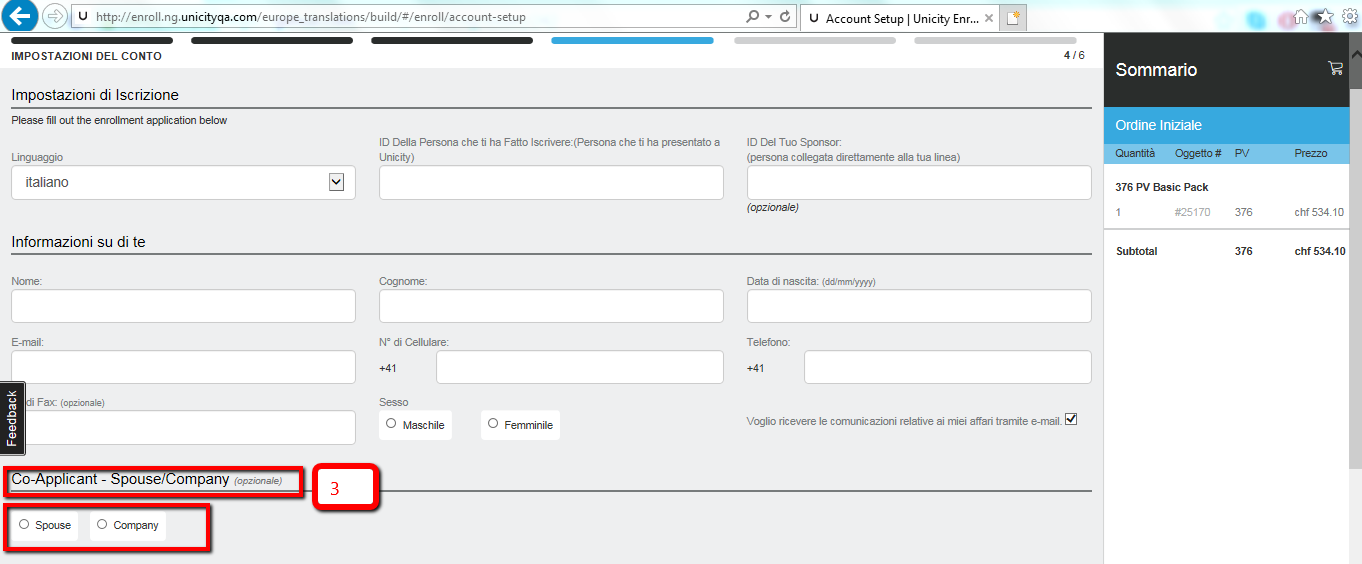 http://enroll.ng.unicityqa.com/europe_translations/build/#/enroll/account-setup
U Account Setup | Unicity Enr...
IMPOSTAZIONI DEL CONTO
4 / 6
Impostazioni di Iscrizione
Please fill out the enrollment application below
Linguaggio
italiano
ID Della Persona che ti ha Fatto Iscrivere:(Persona che ti ha presentato a
Unicity)
ID Del Tuo Sponsor:
(persona collegata direttamente alla tua linea)
(opzionale)
Informazioni su di te
Nome:
Cognome:
Data di nascita: (dd/mm/yyyy)
E-mail:
N° di Cellulare:
+41
Telefono:
+41
di Fax: (opzionale)
Sesso
Maschile
Femminile
Voglio ricevere le comunicazioni relative ai miei affari tramite e-mail.
Feedback
Co-Applicant - Spouse/Company (opzionale)
3
Spouse
Company
Sommario
Ordine Iniziale
Quantità Oggetto # PV Prezzo
376 PV Basic Pack
1 #25170 376 chf 534.10
Subtotal 376 chf 534.10